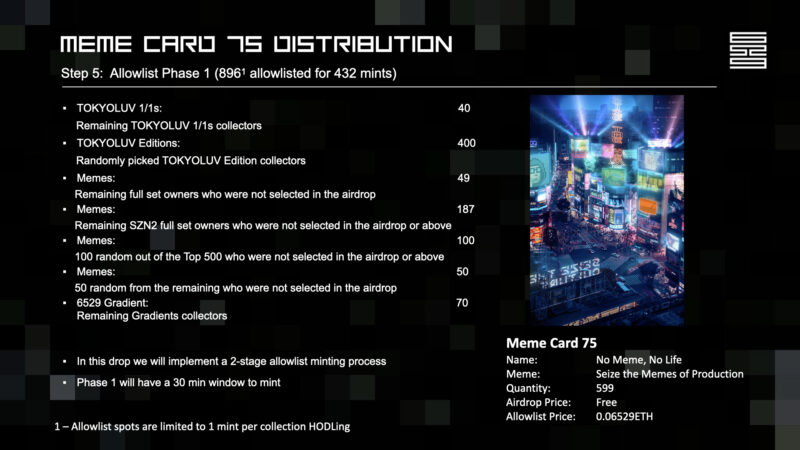 MEME CARD 75 DISTRIBUTION
Step 5: Allowlist Phase 1 (896¹ allowlisted for 432 mints)
• TOKYOLUV 1/1s: 40
Remaining TOKYOLUV 1/1s collectors
• TOKYOLUV Editions: 400
Randomly picked TOKYOLUV Edition collectors
• Memes: 49
Remaining full set owners who were not selected in the airdrop
• Memes: 187
Remaining SZN2 full set owners who were not selected in the airdrop or above
• Memes: 100
100 random out of the Top 500 who were not selected in the airdrop or above
• Memes: 50
50 random from the remaining who were not selected in the airdrop
• 6529 Gradient: 70
Remaining Gradients collectors
• In this drop we will implement a 2-stage allowlist minting process
• Phase 1 will have a 30 min window to mint
1 – Allowlist spots are limited to 1 mint per collection HODLing
Meme Card 75
Name: No Meme, No Life
Meme: Seize the Memes of Production
Quantity: 599
Airdrop Price: Free
Allowlist Price: 0.06529ETH